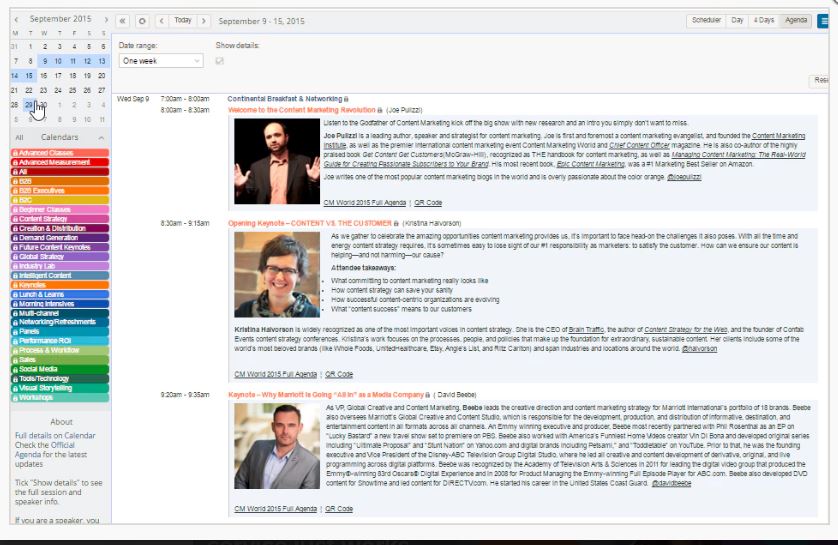 September 2015
M T W T F S S
31 1 2 3 4 5 6
7 8 9 10 11 12 13
14 15 16 17 18 19 20
21 22 23 24 25 26 27
28 29 30 1 2 3 4
5 6 7 8 9 10 11
All Calendars
Advanced Classes
Advanced Measurement
All
B2B
B2B Executives
B2C
Beginner Classes
Content Strategy
Creation & Distribution
Demand Generation
Future Content Keynotes
Global Strategy
Industry Lab
Intelligent Content
Keynotes
Lunch & Learns
Morning Intensives
Multi-channel
Networking/Refreshments
Panels
Performance ROI
Process & Workflow
Sales
Social Media
Tools/Technology
Visual Storytelling
Workshops
About
Full details on Calendar
Check the Official
Agenda for the latest
updates
Tick "Show details" to see
the full session and
speaker info.
If you are a speaker, you
Today September 9 - 15, 2015
Scheduler Day 4 Days Agenda
Date range: Show details:
One week
Wed Sep 9 7:00am - 8:00am Continental Breakfast & Networking
8:00am - 8:30am Welcome to the Content Marketing Revolution (Joe Pulizzi)
Listen to the Godfather of Content Marketing kick off the big show with new research and an intro you simply don't want to miss.
Joe Pulizzi is a leading author, speaker and strategist for content marketing. Joe is first and foremost a content marketing evangelist, and founded the Content Marketing
Institute, as well as the premier international content marketing event Content Marketing World and Chief Content Officer magazine. He is also co-author of the highly
praised book Get Content Get Customers(McGraw-Hill), recognized as THE handbook for content marketing, as well as Managing Content Marketing: The Real-World
Guide for Creating Passionate Subscribers to Your Brand. His most recent book, Epic Content Marketing, was a #1 Marketing Best Seller on Amazon.
Joe writes one of the most popular content marketing blogs in the world and is overly passionate about the color orange. @joepulizzi
CM World 2015 Full Agenda | QR Code
8:30am - 9:15am Opening Keynote – CONTENT VS. THE CUSTOMER (Kristina Halvorson)
As we gather to celebrate the amazing opportunities content marketing provides us, it's important to face head-on the challenges it also poses. With all the time and
energy content strategy requires, it's sometimes easy to lose sight of our #1 responsibility as marketers: to satisfy the customer. How can we ensure our content is
helping—and not harming—our cause?
Attendee takeaways:
• What committing to content marketing really looks like
• How content strategy can save your sanity
• How successful content-centric organizations are evolving
• What "content success" means to our customers
Kristina Halvorson is widely recognized as one of the most important voices in content strategy. She is the CEO of Brain Traffic, the author of Content Strategy for the Web, and the founder of Confab
Events content strategy conferences. Kristina's work focuses on the processes, people, and policies that make up the foundation for extraordinary, sustainable content. Her clients include some of the
world's most beloved brands (like Whole Foods, UnitedHealthcare, Etsy, Angie's List, and Ritz Carlton) and span industries and locations around the world. @halvorson
CM World 2015 Full Agenda | QR Code
9:20am - 9:35am Keynote – Why Marriott Is Going "All In" as a Media Company (David Beebe)
As VP, Global Creative and Content Marketing, Beebe leads the creative direction and content marketing strategy for Marriott International's portfolio of 18 brands. Beebe
also oversees Marriott's Global Creative and Content Studio, which is responsible for the development, production, and distribution of informative, destination, and
entertainment content in all formats across all channels. An Emmy winning executive and producer, Beebe most recently partnered with Phil Rosenthal as an EP on
"Lucky Bastard" a new travel show set to premiere on PBS. Beebe also worked with America's Funniest Home Videos creator Vin Di Bona and developed original series
including "Ultimate Proposal" and "Stunt Nation" on Yahoo.com and digital brands including Petsami," and "Toddletale" on YouTube. Prior to that, he was the founding
executive and Vice President of the Disney-ABC Television Group Digital Studio, where he led all creative and content development of derivative, original, and live
programming across digital platforms. Beebe was recognized by the Academy of Television Arts & Sciences in 2011 for leading the digital video group that produced the
Emmy®-winning 83rd Oscars® Digital Experience and in 2008 for Product Managing the Emmy-winning Full Episode Player for ABC.com. Beebe also developed DVD
content for Showtime and led content for DIRECTV.com. He started his career in the United States Coast Guard. @davidbeebe
CM World 2015 Full Agenda | QR Code